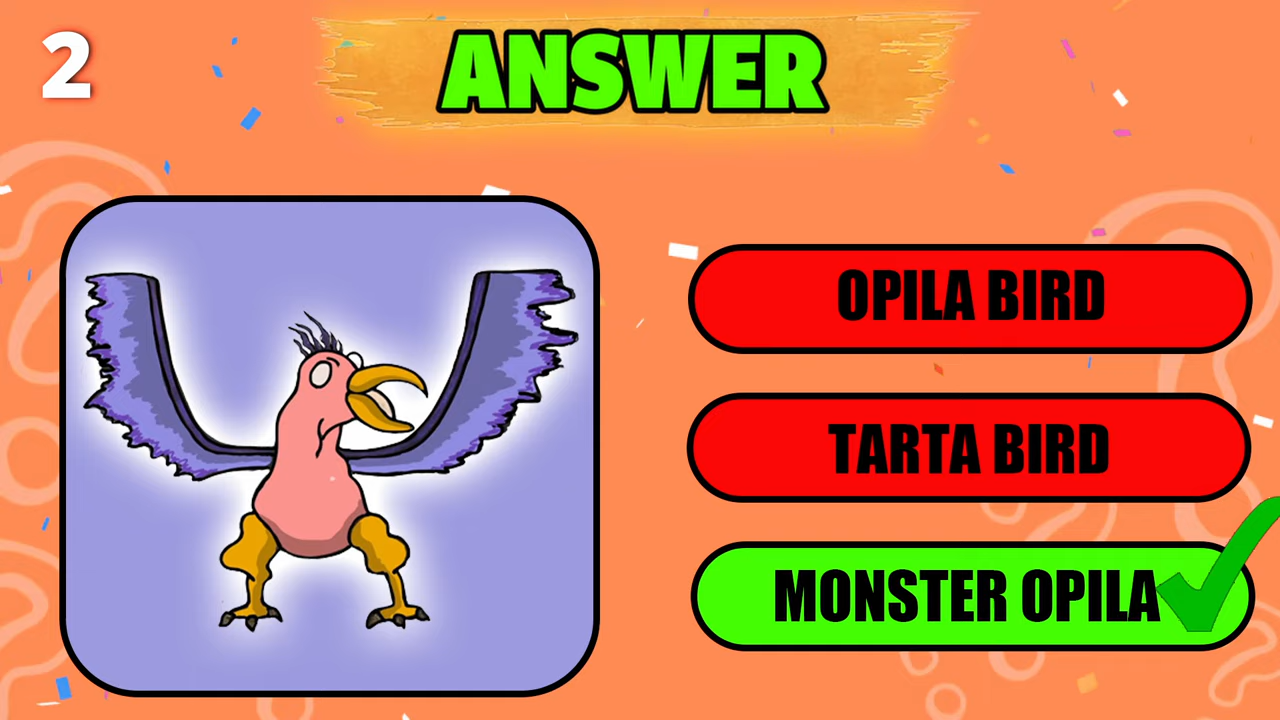 2
ANSWER
OPILA BIRD
TARTA BIRD
MONSTER OPILA